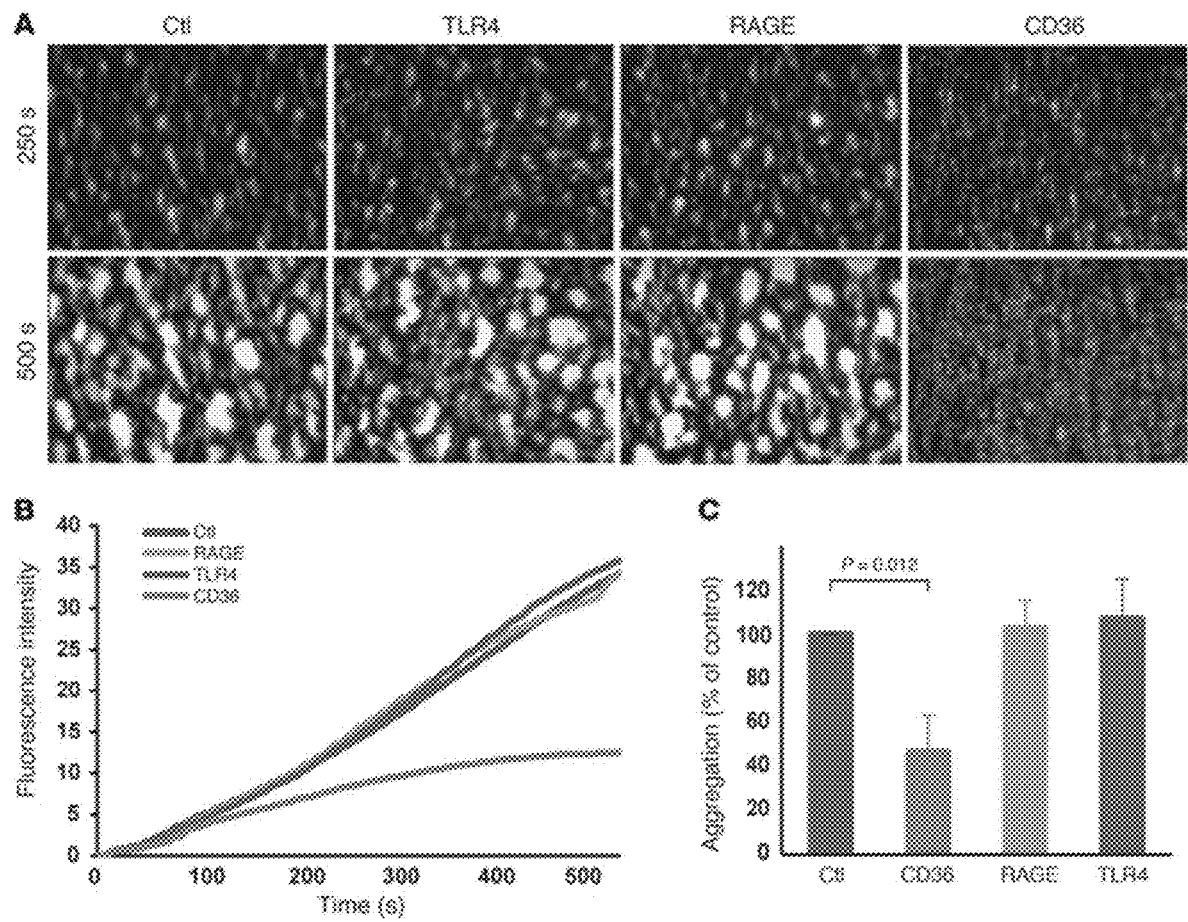 A
Ctl TLR4 RAGE CD36
250 s
500 s
B
Fluorescence intensity
40
35
30
25
20
15
10
5
0
Ctl
RAGE
TLR4
CD36
0 100 200 300 400 500
Time (s)
C
Aggregation (% of control)
120
100
80
60
40
20
0
P = 0.012
Ctl CD36 RAGE TLR4